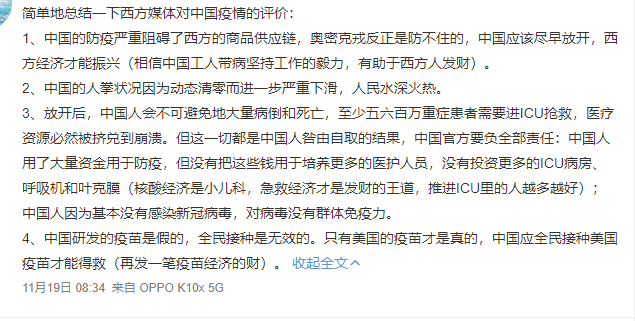 简单地总结一下西方媒体对中国疫情的评价：
1、中国的防疫严重阻碍了西方的商品供应链，奥密克戎反正是防不住的，中国应该尽早放开，西
方经济才能振兴（相信中国工人带病坚持工作的毅力，有助于西方人发财）。
2、中国的人拳状况因为动态清零而进一步严重下滑，人民水深火热。
3、放开后，中国人会不可避免地大量病倒和死亡，至少五六百万重症患者需要进ICU抢救，医疗
资源必然被挤兑到崩溃。但这一切都是中国人咎由自取的结果，中国官方要负全部责任：中国人
用了大量资金用于防疫，但没有把这些钱用于培养更多的医护人员，没有投资更多的ICU病房、
呼吸机和叶克膜（核酸经济是小儿科，急救经济才是发财的王道，推进ICU里的人越多越好）；
中国人因为基本没有感染新冠病毒，对病毒没有群体免疫力。
4、中国研发的疫苗是假的，全民接种是无效的。只有美国的疫苗才是真的，中国应全民接种美国
疫苗才能得救（再发一笔疫苗经济的财）。 收起全文
11月19日 08:34 来自 OPPO K10x 5G